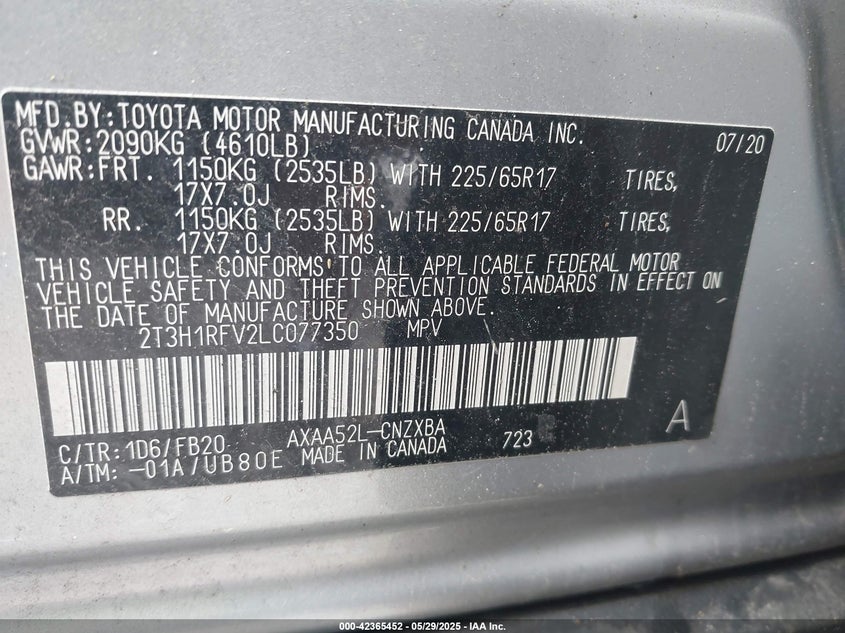 MFD.BY:TOYOTA MOTOR MANUFACTURING CANADA INC. 07/20
GVWR:2090KG (4610LB)
GAWR:FRT. 1150KG (2535LB) WITH 225/65R17 TIRES,
17X7.0J RIMS.
RR. 1150KG (2535LB) WITH 225/65R17 TIRES,
17X7.0J RIMS.
THIS VEHICLE CONFORMS TO ALL APPLICABLE FEDERAL MOTOR
VEHICLE SAFETY AND THEFT PREVENTION STANDARDS IN EFFECT ON
THE DATE OF MANUFACTURE SHOWN ABOVE.
2T3H1RFV2LC077350 MPV
A
C/TR:1D6/FB20 AXAA52L-CNZXBA 723
A/TM:-01A/UB80E MADE IN CANADA
000-42365452 - 05/29/2025 - IAA Inc.